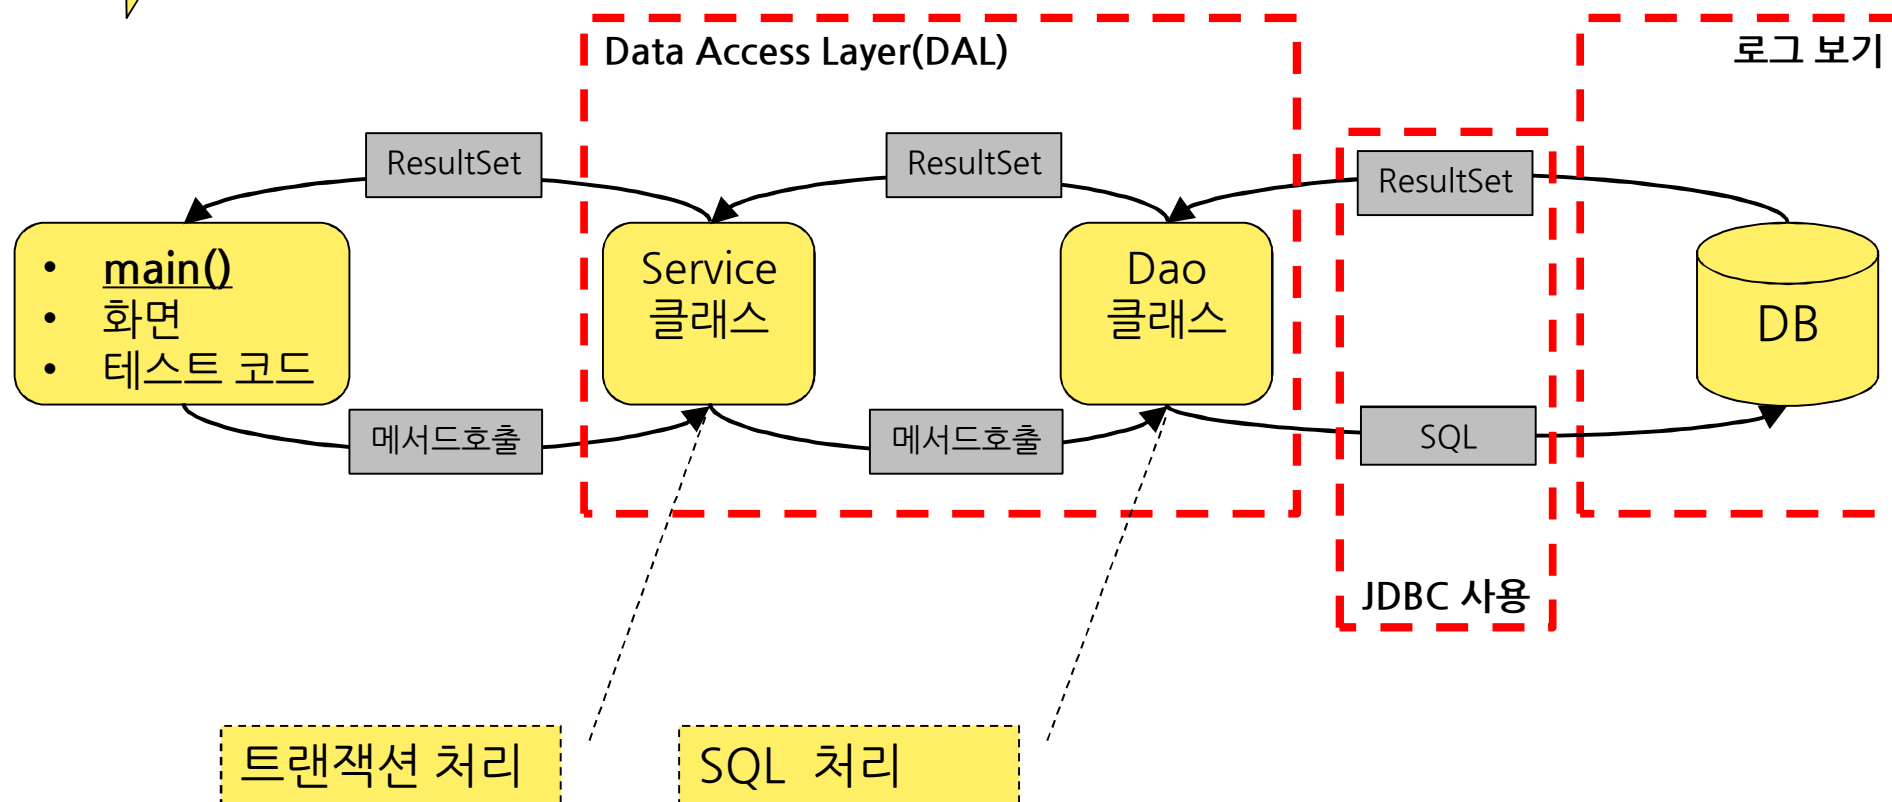 Data Access Layer(DAL)
로그 보기
ResultSet
ResultSet
ResultSet
• main()
• 화면
• 테스트 코드
Service
클래스
Dao
클래스
DB
메서드호출
메서드호출
SQL
JDBC 사용
트랜잭션 처리
SQL 처리